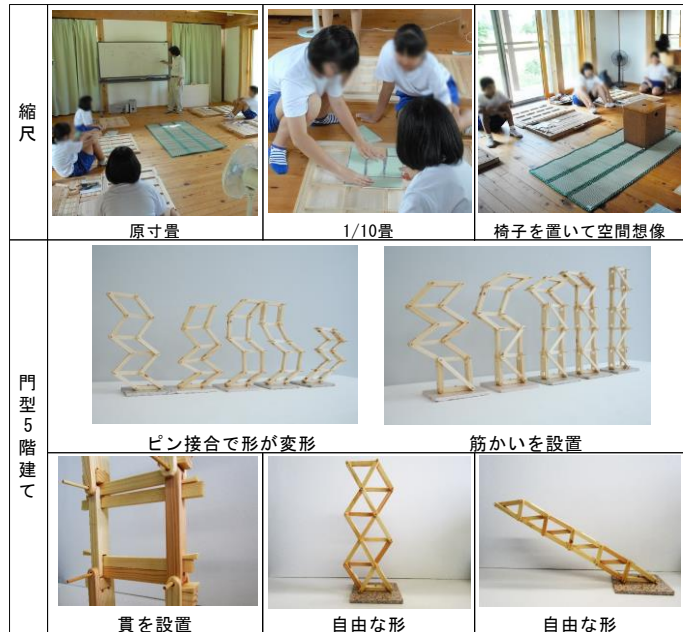 縮尺
原寸畳
1/10畳
椅子を置いて空間想像
門型5階建て
ピン接合で形が変形
筋かいを設置
貫を設置
自由な形
自由な形